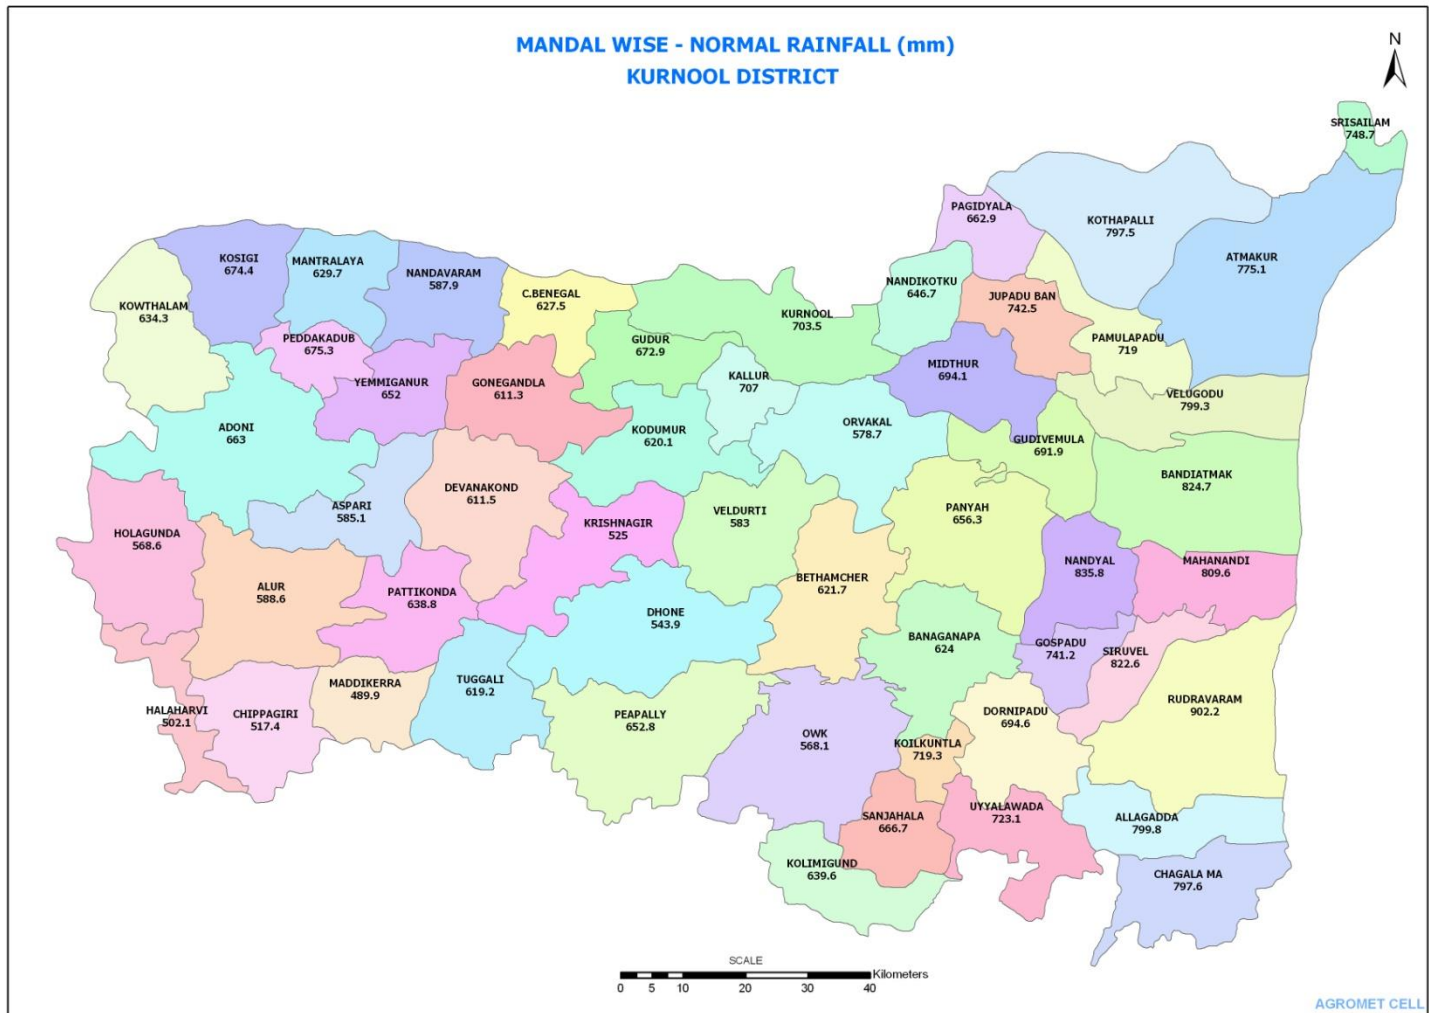 MANDAL WISE - NORMAL RAINFALL (mm)
KURNOOL DISTRICT
N
SRISAILAM
748.7
PAGIDYALA
662.9
KOTHAPALLI
797.5
ATMAKUR
775.1
KOSIGI
674.4
MANTRALAYA
629.7
NANDAVARAM
587.9
C.BENEGAL
627.5
NANDIKOTKU
646.7
JUPADU BAN
742.5
KOWTHALAM
634.3
KURNOOL
703.5
PEDDAKADUB
675.3
GUDUR
672.9
PAMULAPADU
719
YEMMIGANUR
652
GONEGANDLA
611.3
KALLUR
707
MIDTHUR
694.1
VELUGODU
799.3
ADONI
663
KODUMUR
620.1
ORVAKAL
578.7
GUDIVEMULA
691.9
BANDIATMAK
824.7
DEVANAKOND
611.5
ASPARI
585.1
VELDURTI
583
PANYAH
656.3
HOLAGUNDA
568.6
KRISHNAGIR
525
NANDYAL
835.8
MAHANANDI
809.6
ALUR
588.6
PATTIKONDA
638.8
BETHAMCHER
621.7
DHONE
543.9
BANAGANAPA
624
GOSPADU
741.2
SIRUVEL
822.6
MADDIKERRA
489.9
TUGGALI
619.2
RUDRAVARAM
902.2
HALAHARVI
502.1
CHIPPAGIRI
517.4
PEAPALLY
652.8
DORNIPADU
694.6
OWK
568.1
KOILKUNTLA
719.3
SANJAHALA
666.7
UYYALAWADA
723.1
ALLAGADDA
799.8
KOLIMIGUND
639.6
CHAGALA MA
797.6
SCALE
Kilometers
0 5 10 20 30 40
AGROMET CELL